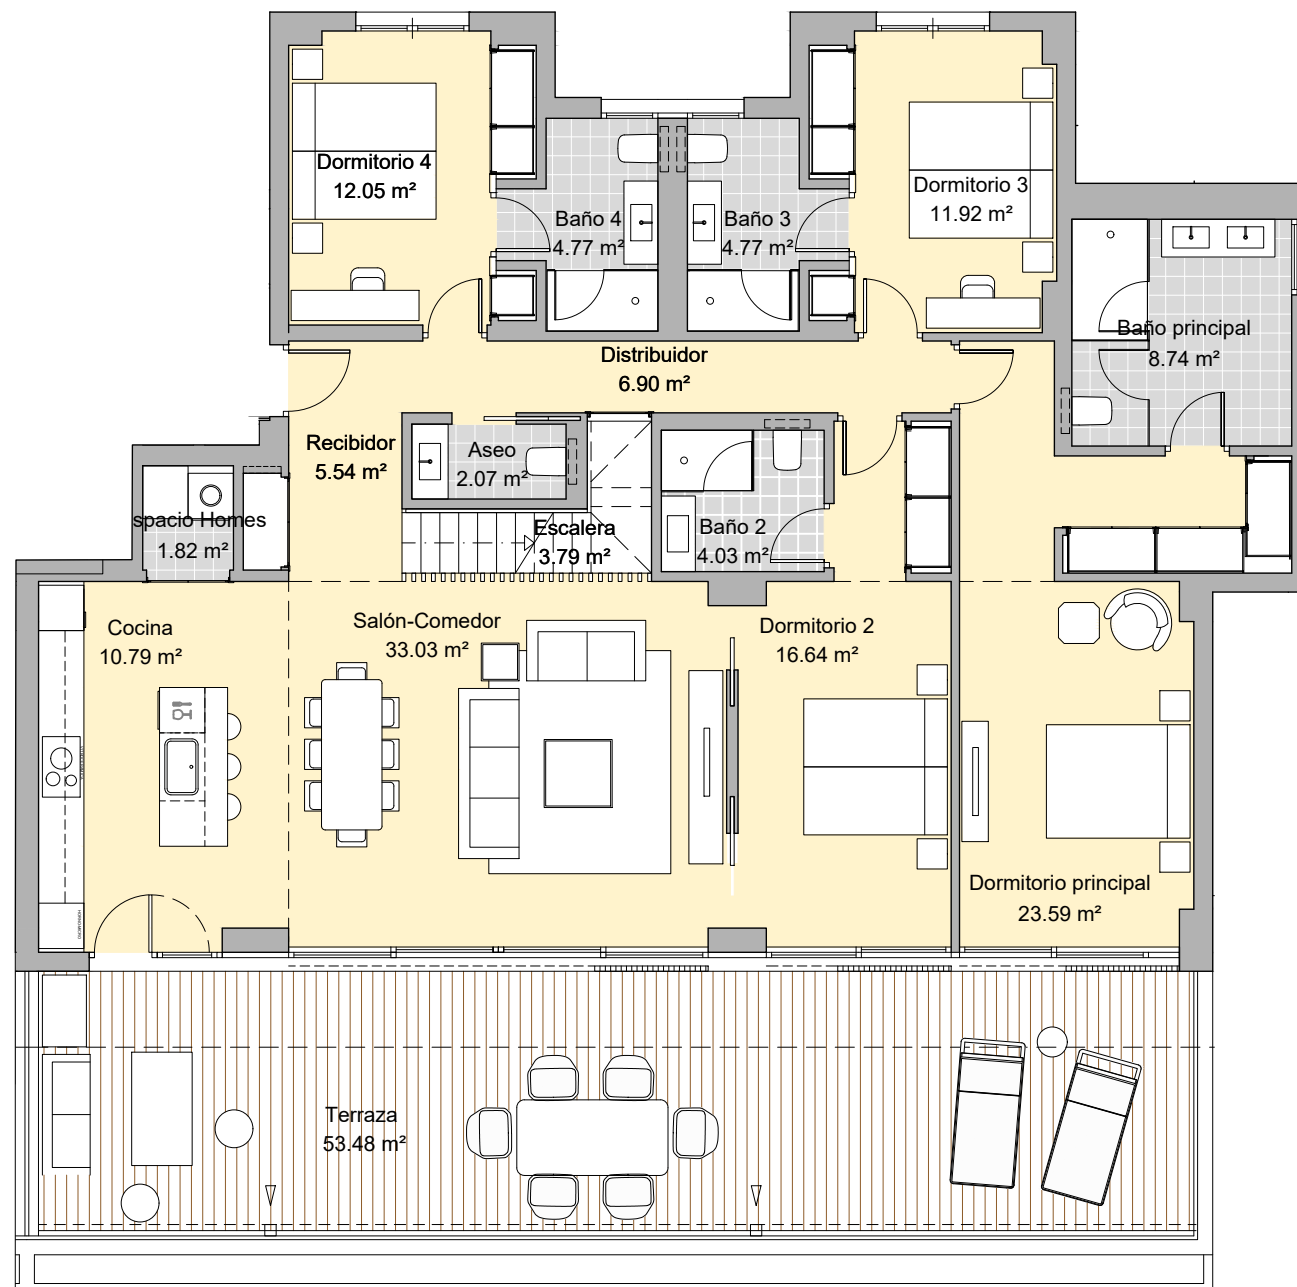 Dormitorio 4
12.05 m²
Dormitorio 3
11.92 m²
Baño 4
4.77 m²
Baño 3
4.77 m²
Baño principal
8.74 m²
Distribuidor
6.90 m²
Recibidor
5.54 m²
Aseo
2.07 m²
spacio Homes
1.82 m²
Escalera
3.79 m²
Baño 2
4.03 m²
Cocina
10.79 m²
Salón-Comedor
33.03 m²
Dormitorio 2
16.64 m²
Dormitorio principal
23.59 m²
Terraza
53.48 m²